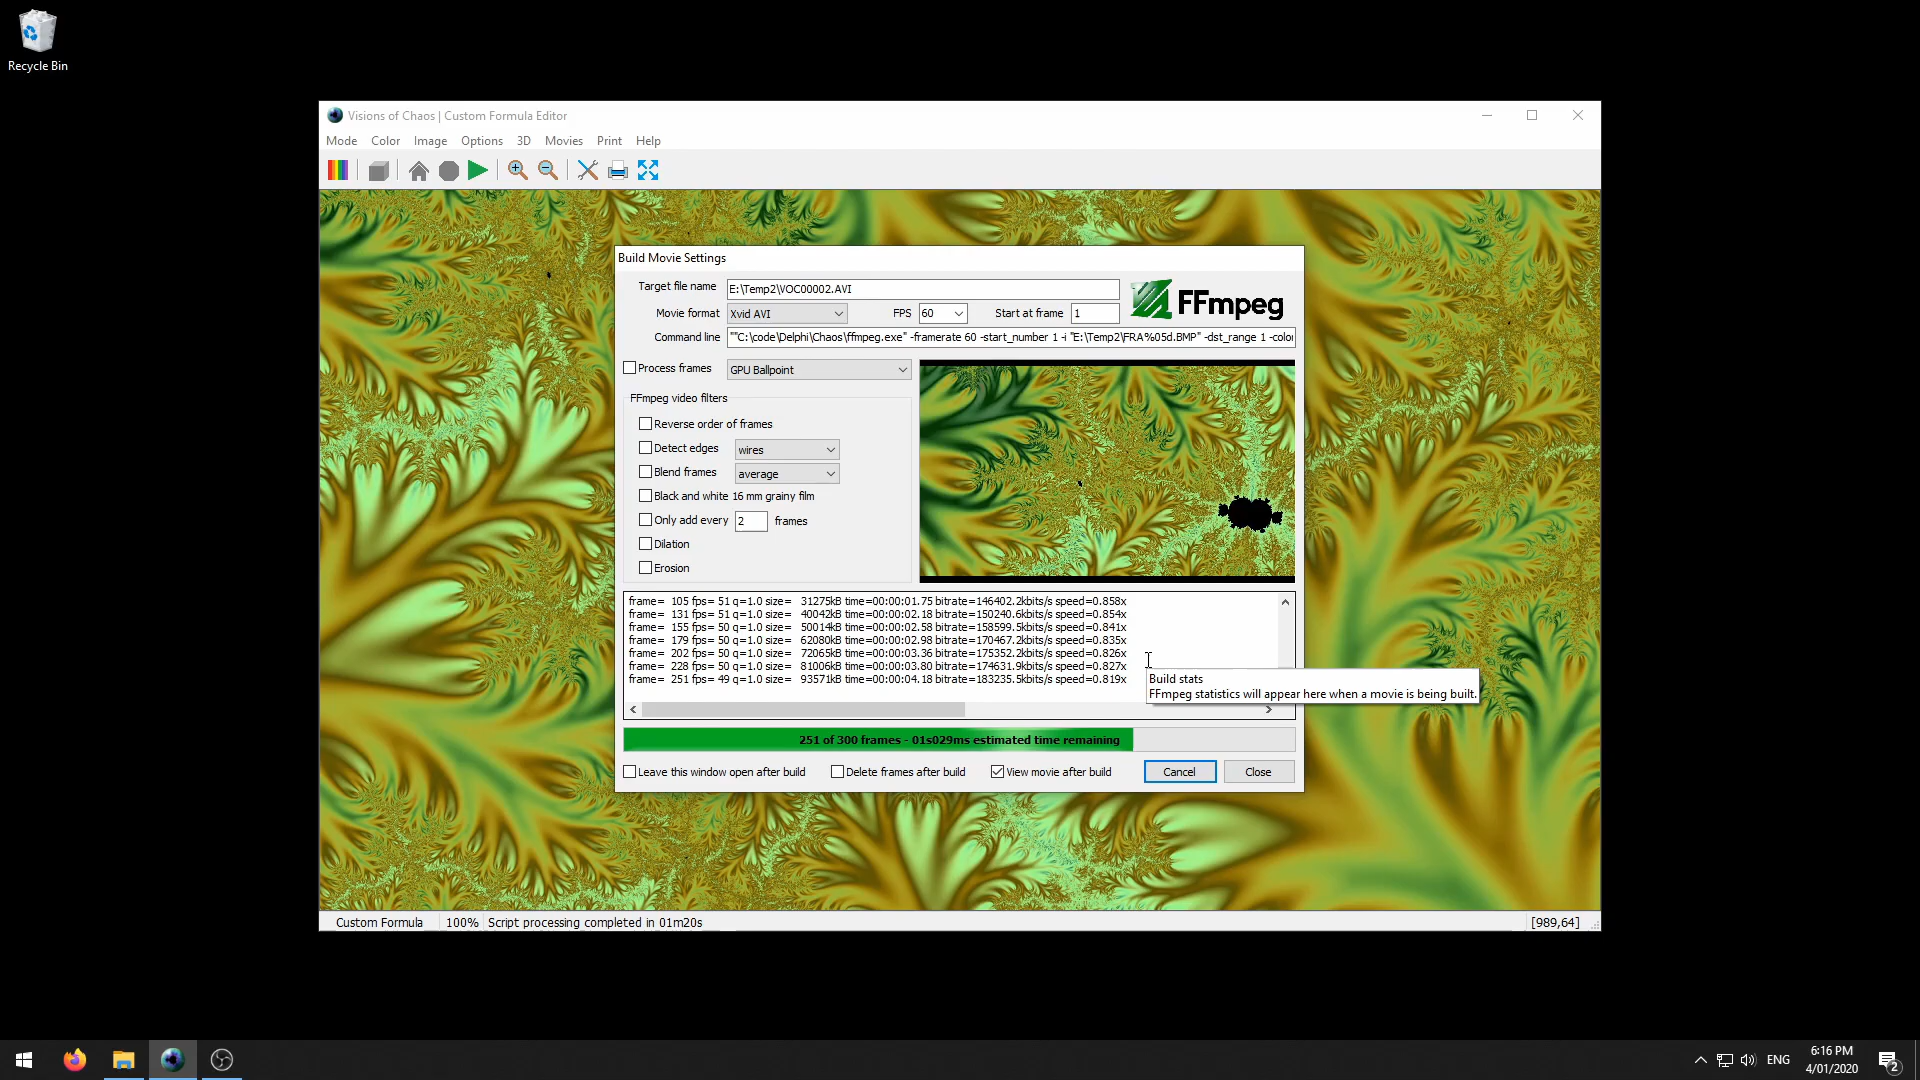 Recycle Bin
Visions of Chaos | Custom Formula Editor
Mode Color Image Options 3D Movies Print Help
Build Movie Settings
Target file name E:\Temp2\VOC00002.AVI
FFmpeg
Movie format Xvid AVI FPS 60 Start at frame 1
Command line ""C:\code\Delphi\Chaos\ffmpeg.exe" -framerate 60 -start_number 1 -i "E:\Temp2\FRA%05d.BMP" -dst_range 1 -color
Process frames GPU Ballpoint
FFmpeg video filters
Reverse order of frames
Detect edges wires
Blend frames average
Black and white 16 mm grainy film
Only add every 2 frames
Dilation
Erosion
frame= 105 fps= 51 q=1.0 size= 31275kB time=00:00:01.75 bitrate=146402.2kbits/s speed=0.858x
frame= 131 fps= 51 q=1.0 size= 40042kB time=00:00:02.18 bitrate=150240.6kbits/s speed=0.854x
frame= 155 fps= 50 q=1.0 size= 50014kB time=00:00:02.58 bitrate=158599.5kbits/s speed=0.841x
frame= 179 fps= 50 q=1.0 size= 62080kB time=00:00:02.98 bitrate=170467.2kbits/s speed=0.835x
frame= 202 fps= 50 q=1.0 size= 72065kB time=00:00:03.36 bitrate=175352.2kbits/s speed=0.826x
frame= 228 fps= 50 q=1.0 size= 81006kB time=00:00:03.80 bitrate=174631.9kbits/s speed=0.827x
frame= 251 fps= 49 q=1.0 size= 93571kB time=00:00:04.18 bitrate=183235.5kbits/s speed=0.819x
Build stats
FFmpeg statistics will appear here when a movie is being built.
251 of 300 frames - 01s029ms estimated time remaining
Leave this window open after build Delete frames after build View movie after build Cancel Close
Custom Formula 100% Script processing completed in 01m20s [989,64]
ENG
6:16 PM
4/01/2020
2